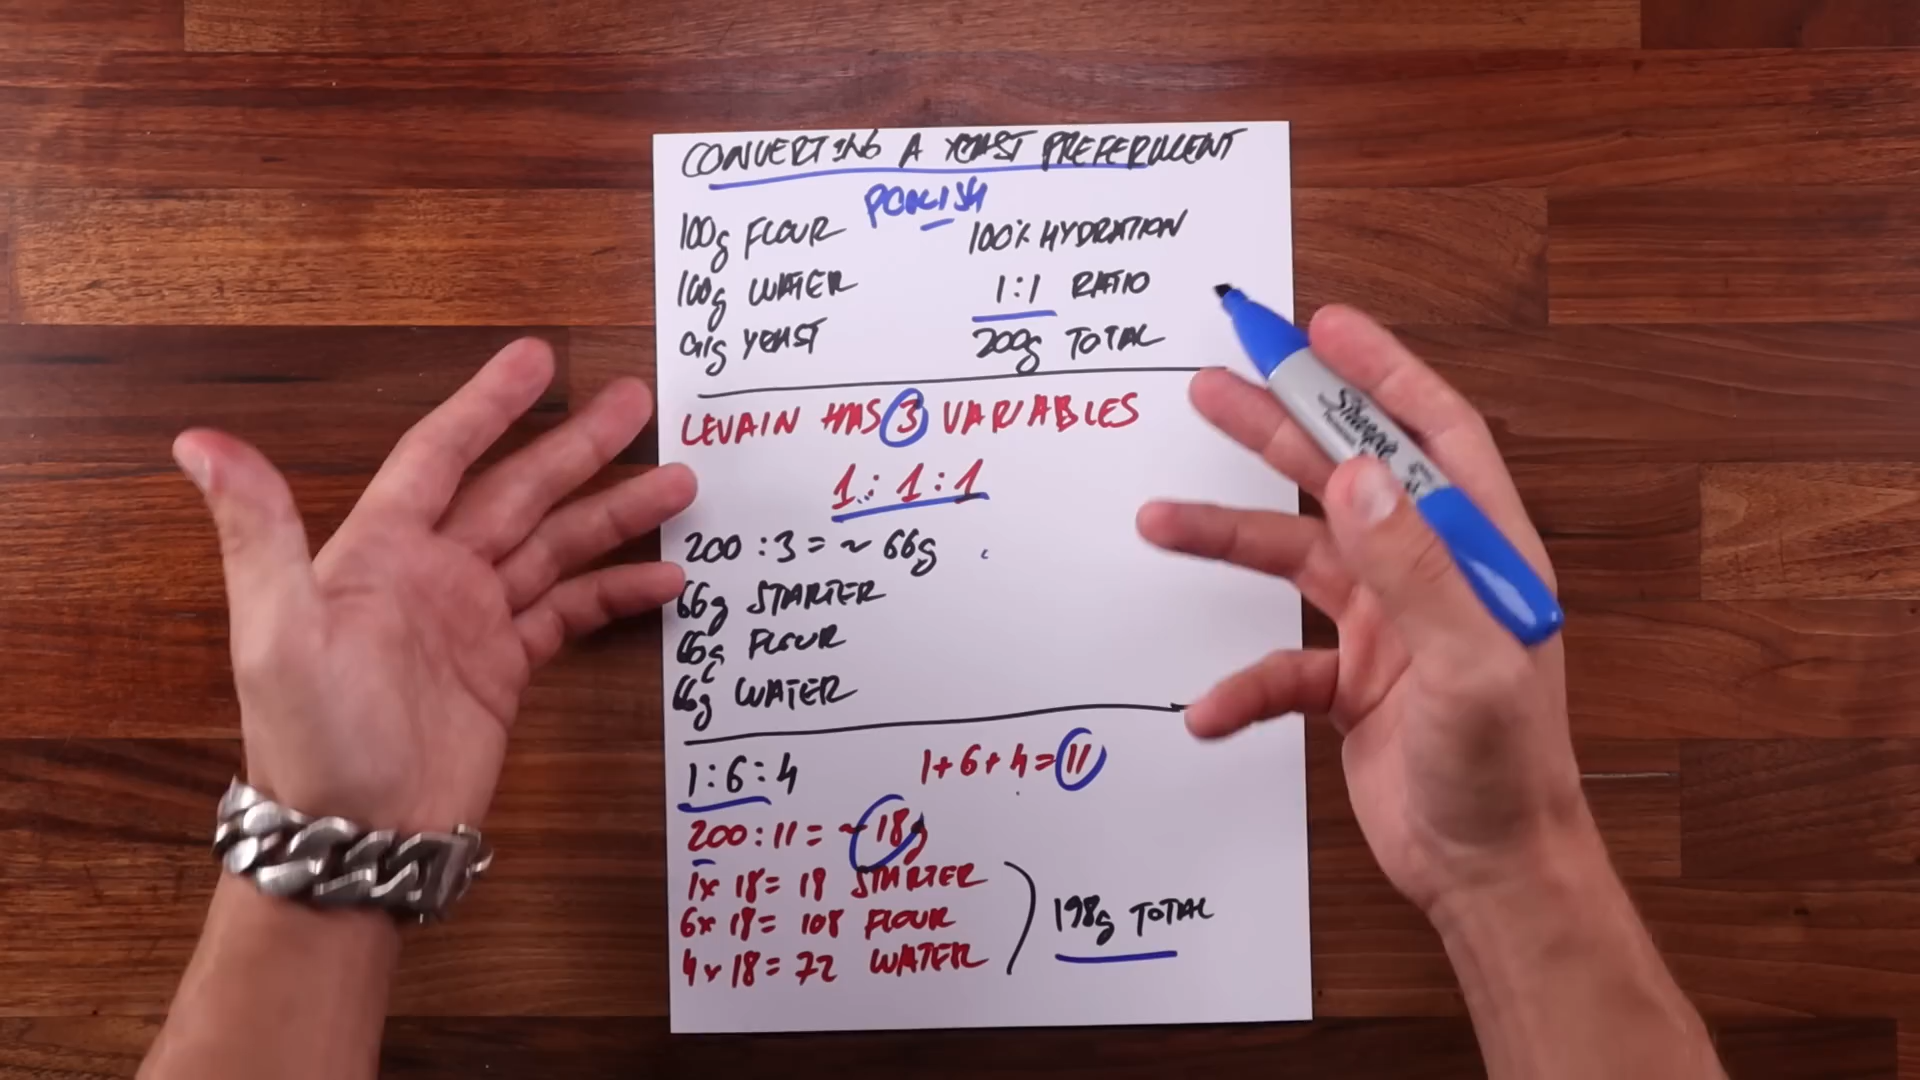 CONVERTING A YEAST PREFERMENT
POOLISH
100g FLOUR 100% HYDRATION
100g WATER 1:1 RATIO
0,1g YEAST 200g TOTAL
LEVAIN HAS 3 VARIABLES
1:1:1
200:3=~66g
66g STARTER
66g FLOUR
66g WATER
1:6:4 1+6+4=11
200:11=~18g
1x 18= 18 STARTER
6x 18= 108 FLOUR
4x 18= 72 WATER
198g TOTAL
Sharpie